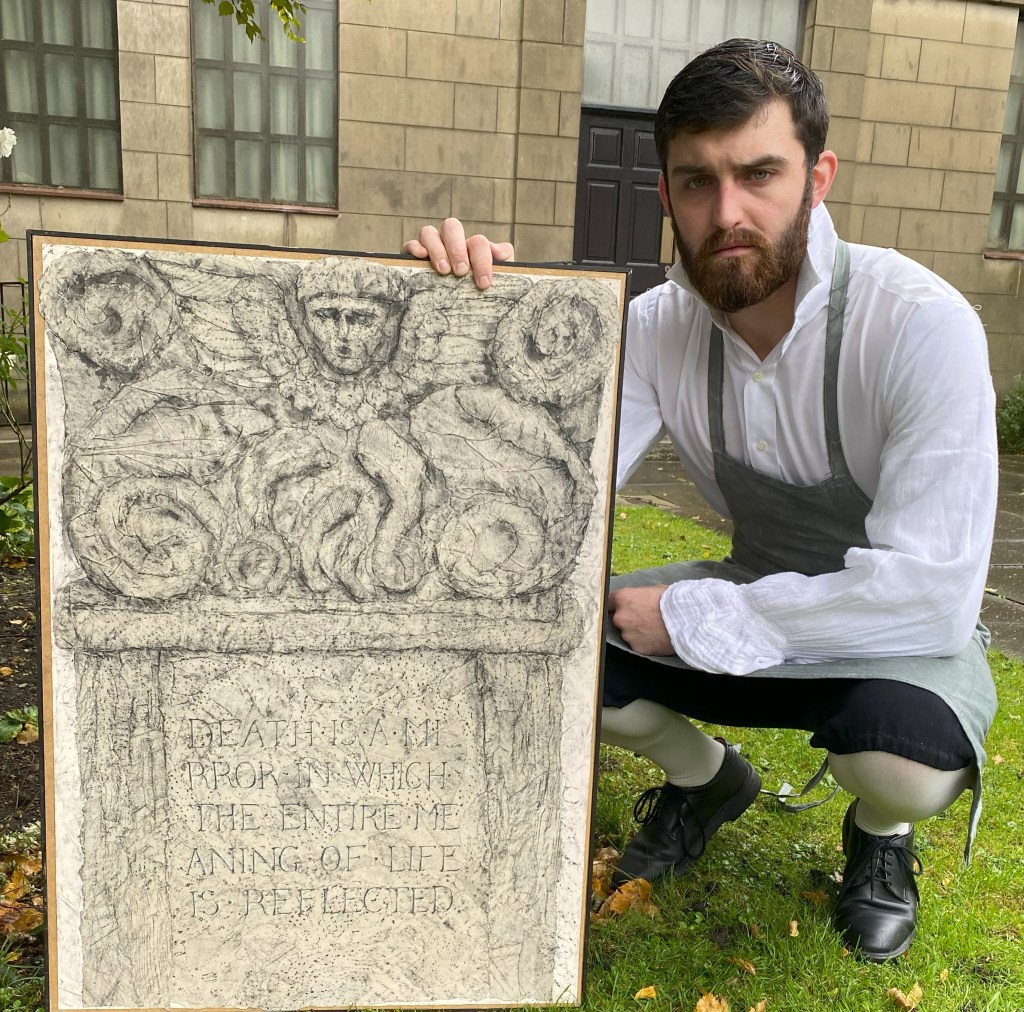 DEATH·IS·A·MI
RROR·IN·WHICH·
THE·ENTIRE·ME
ANING·OF·LIFE
IS·REFLECTED